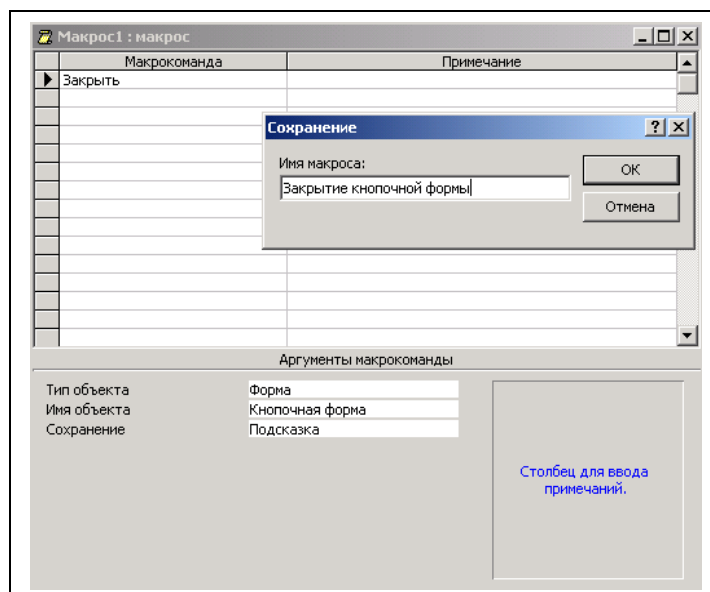 Макрос1 : макрос
Макрокоманда Примечание
Закрыть
Сохранение
Имя макроса:
Закрытие кнопочной формы
ОК
Отмена
Аргументы макрокоманды
Тип объекта Форма
Имя объекта Кнопочная форма
Сохранение Подсказка
Столбец для ввода
примечаний.